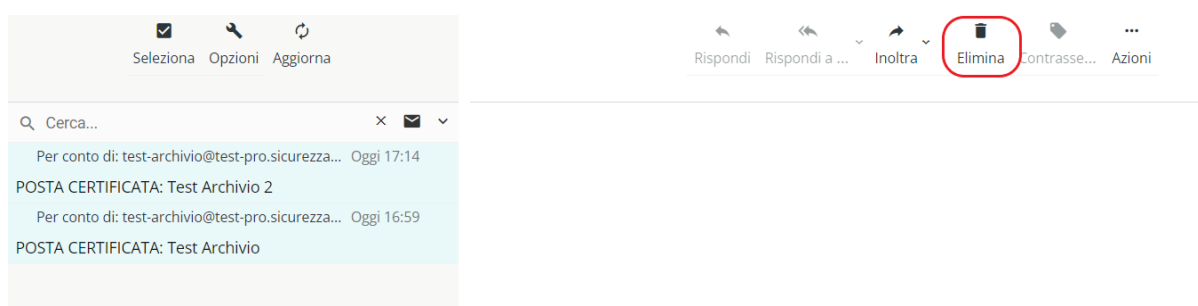 Seleziona Opzioni Aggiorna
Rispondi Rispondi a ... Inoltra Elimina Contrasse... Azioni
Cerca...
Per conto di: test-archivio@test-pro.sicurezza... Oggi 17:14
POSTA CERTIFICATA: Test Archivio 2
Per conto di: test-archivio@test-pro.sicurezza... Oggi 16:59
POSTA CERTIFICATA: Test Archivio